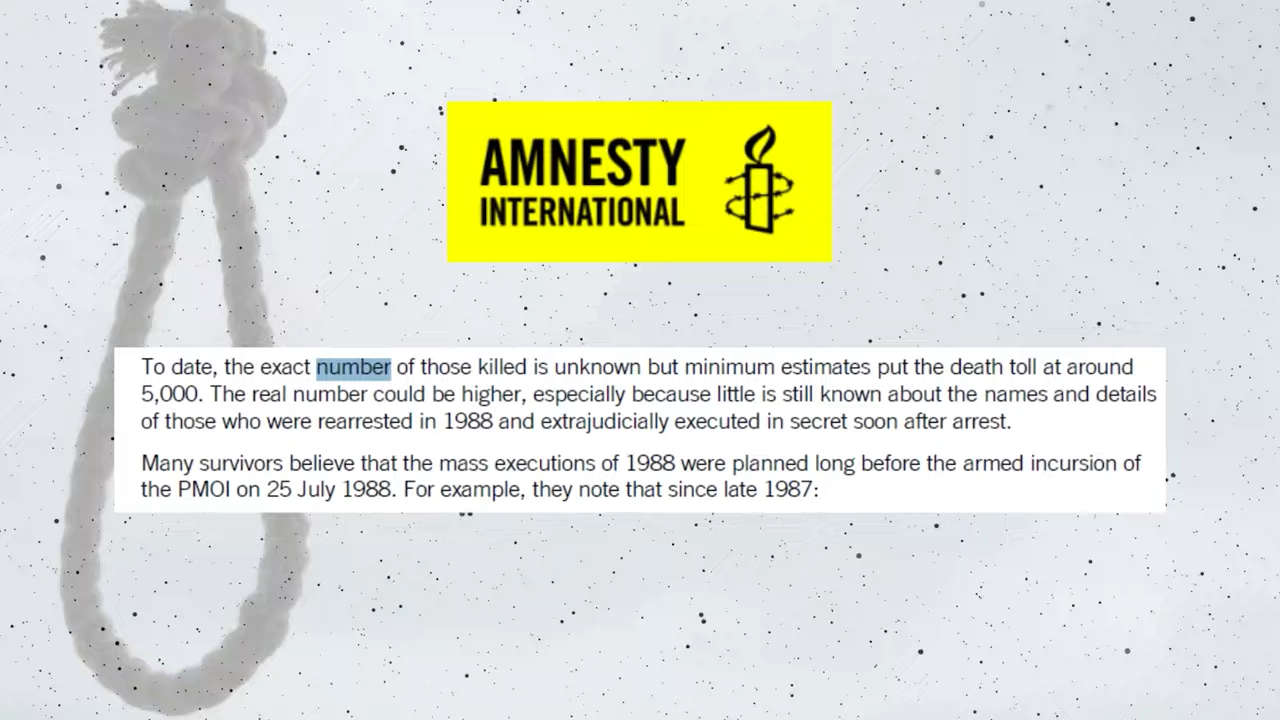 AMNESTY
INTERNATIONAL
To date, the exact number of those killed is unknown but minimum estimates put the death toll at around
5,000. The real number could be higher, especially because little is still known about the names and details
of those who were rearrested in 1988 and extrajudicially executed in secret soon after arrest.
Many survivors believe that the mass executions of 1988 were planned long before the armed incursion of
the PMOI on 25 July 1988. For example, they note that since late 1987: